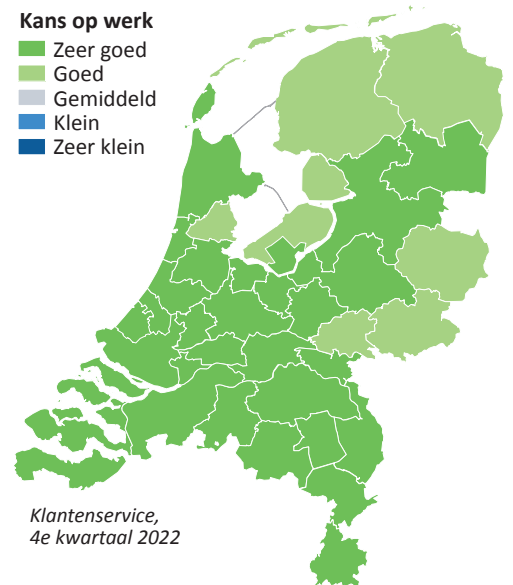 Kans op werk
Zeer goed
Goed
Gemiddeld
Klein
Zeer klein
Klantenservice,
4e kwartaal 2022